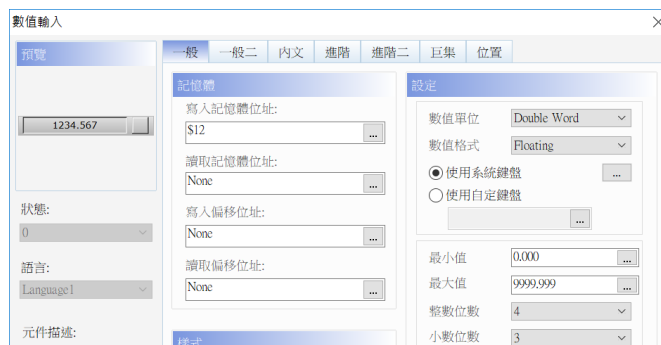 數值輸入
預覽
1234.567
狀態:
0
語言:
Language1
元件描述:
一般
一般二
內文
進階
進階二
巨集
位置
記憶體
寫入記憶體位址:
$12
...
讀取記憶體位址:
None
...
寫入偏移位址:
None
...
讀取偏移位址:
None
...
樣式
設定
數值單位
Double Word
數值格式
Floating
使用系統鍵盤
...
使用自定鍵盤
...
最小值
0.000
...
最大值
9999.999
...
整數位數
4
小數位數
3